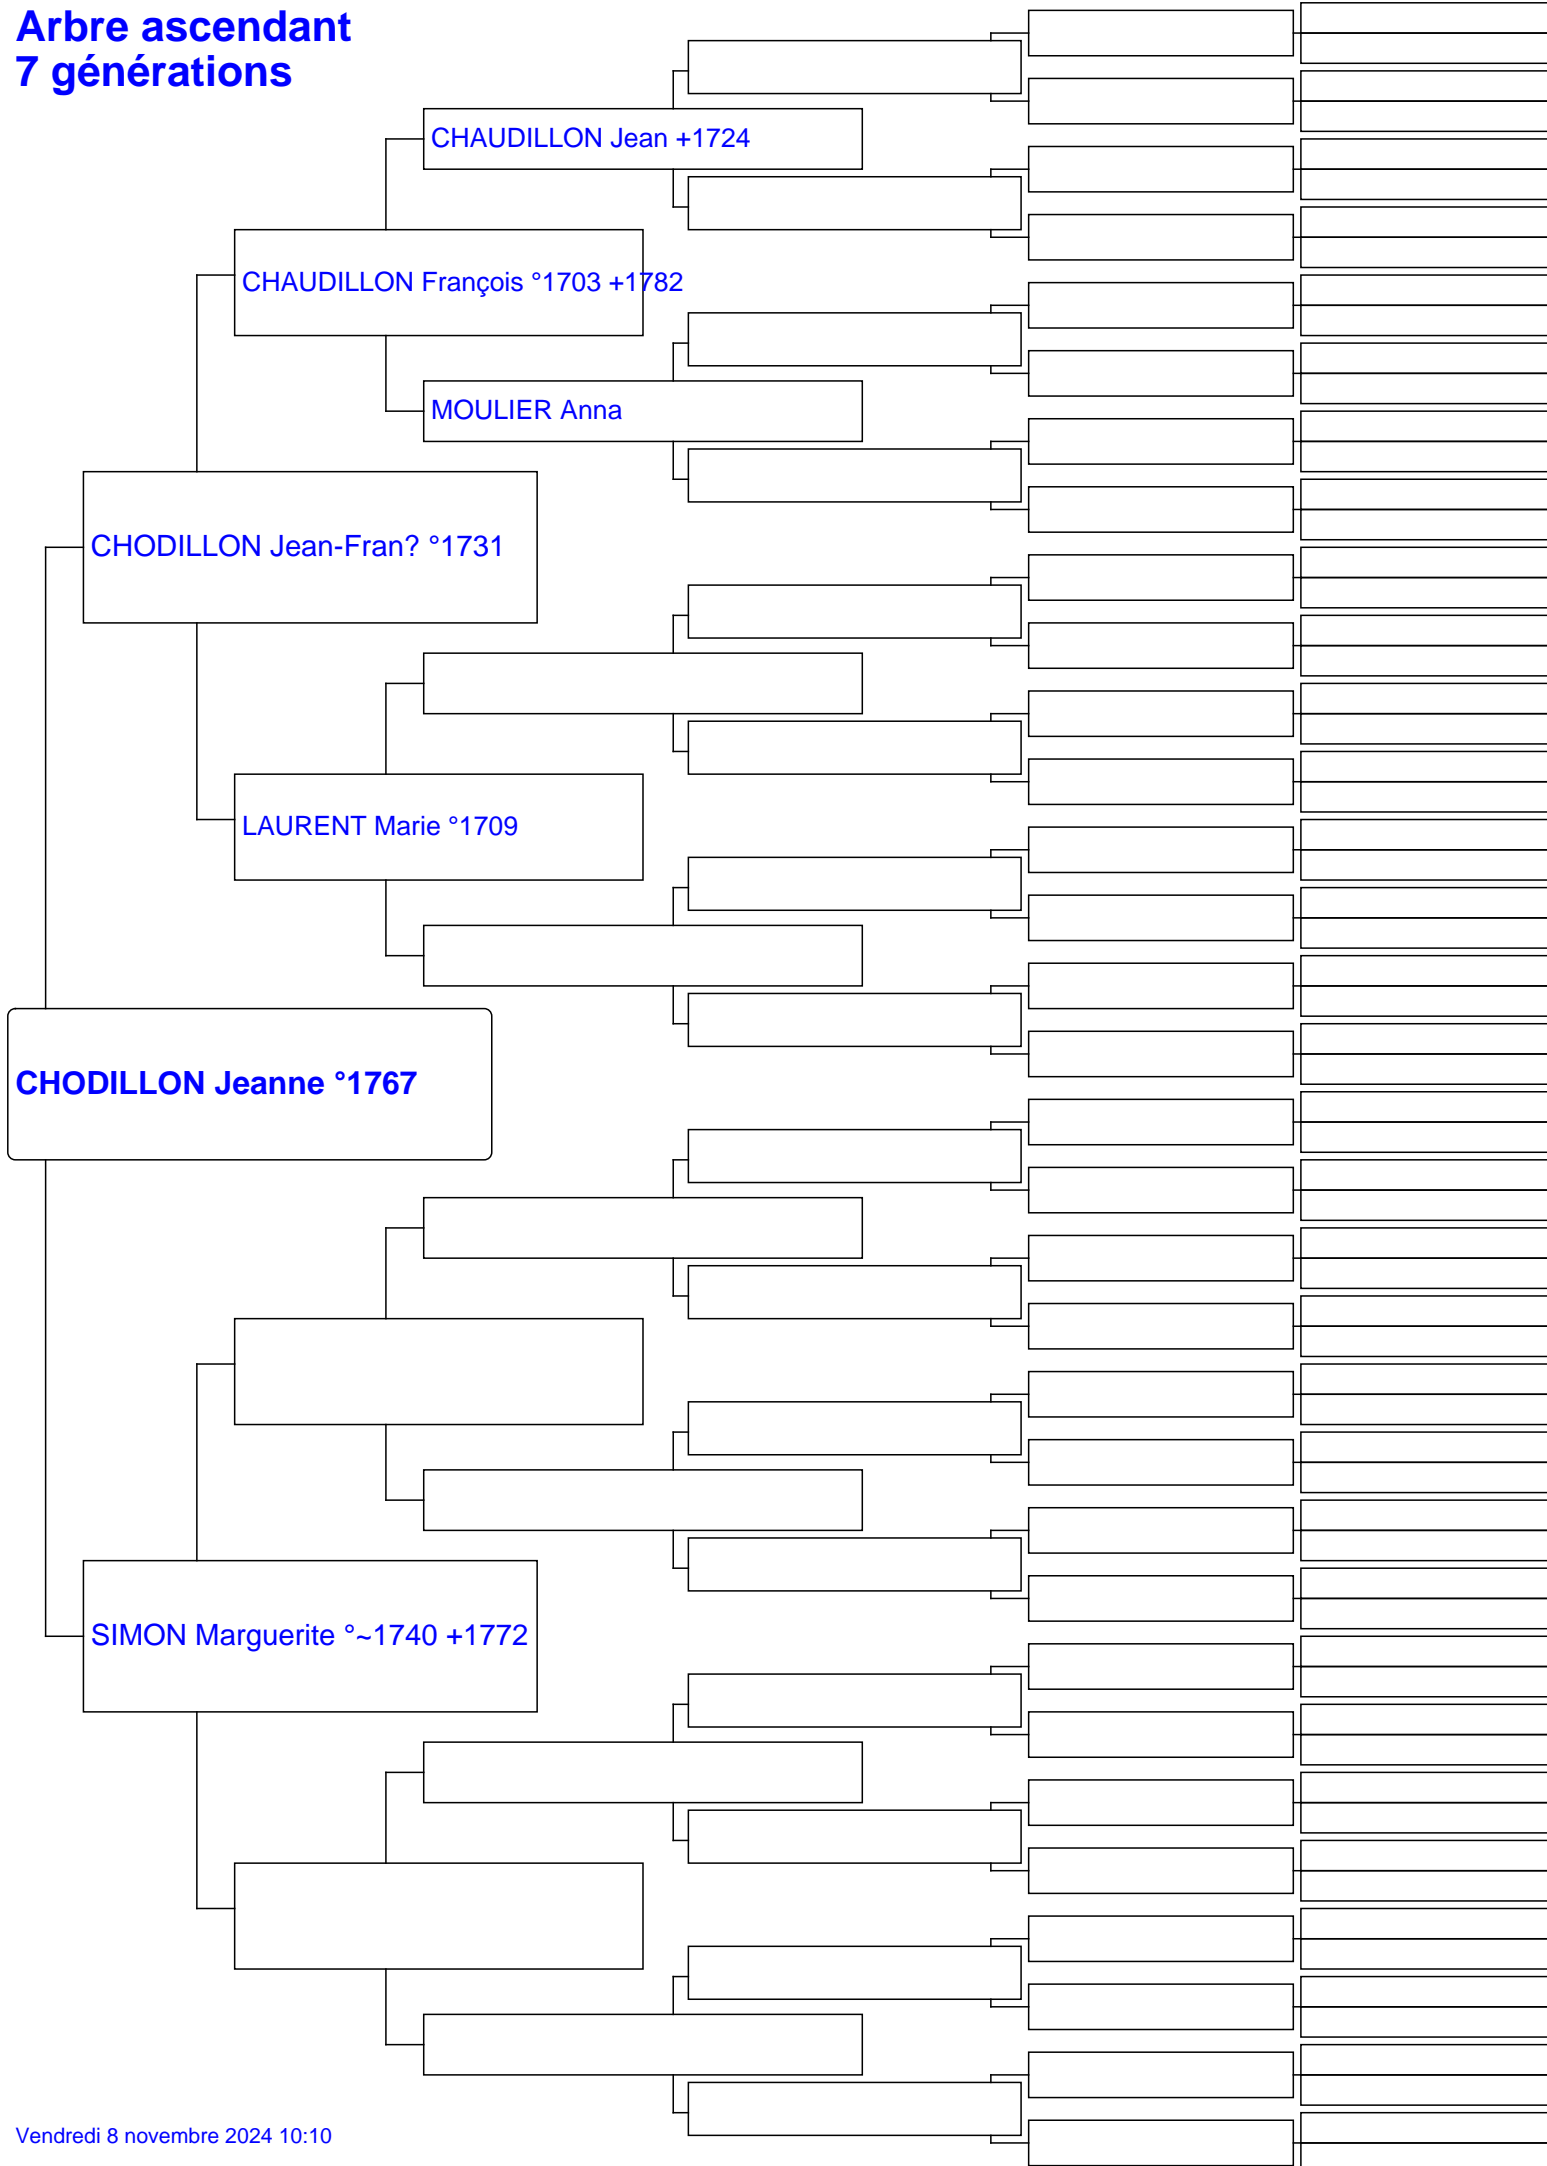 Arbre ascendant
7 générations
CHAUDILLON Jean +1724
CHAUDILLON François °1703 +1782
MOULIER Anna
CHODILLON Jean-Fran? °1731
LAURENT Marie °1709
CHODILLON Jeanne °1767
SIMON Marguerite °~1740 +1772
Vendredi 8 novembre 2024 10:10